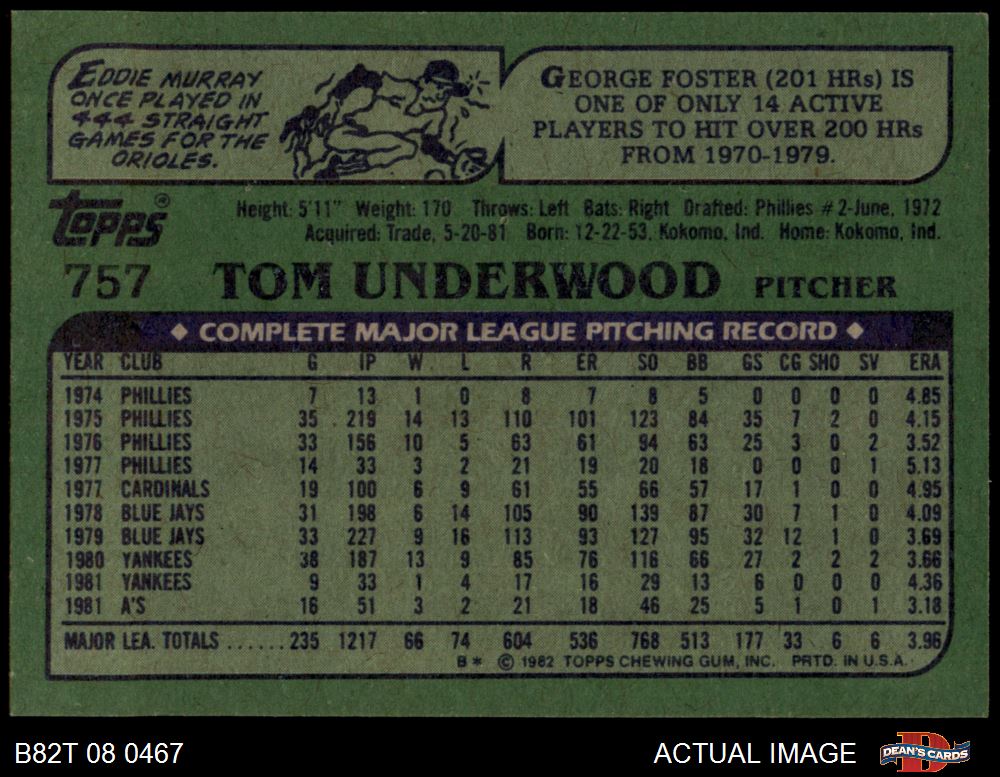 EDDIE MURRAY
ONCE PLAYED IN
444 STRAIGHT
GAMES FOR THE
ORIOLES.
GEORGE FOSTER (201 HRs) IS
ONE OF ONLY 14 ACTIVE
PLAYERS TO HIT OVER 200 HRs
FROM 1970-1979.
TOPPS®
Height: 5'11" Weight: 170 Throws: Left Bats: Right Drafted: Phillies #2-June, 1972
Acquired: Trade, 5-20-81 Born: 12-22-53, Kokomo, Ind. Home: Kokomo, Ind.
757 TOM UNDERWOOD PITCHER
◆ COMPLETE MAJOR LEAGUE PITCHING RECORD ◆
YEAR CLUB G IP W L R ER SO BB GS CG SHO SV ERA
1974 PHILLIES 7 13 1 0 8 7 8 5 0 0 0 0 4.85
1975 PHILLIES 35 219 14 13 110 101 123 84 35 7 2 0 4.15
1976 PHILLIES 33 156 10 5 63 61 94 63 25 3 0 2 3.52
1977 PHILLIES 14 33 3 2 21 19 20 18 0 0 0 1 5.13
1977 CARDINALS 19 100 6 9 61 55 66 57 17 1 0 0 4.95
1978 BLUE JAYS 31 198 6 14 105 90 139 87 30 7 1 0 4.09
1979 BLUE JAYS 33 227 9 16 113 93 127 95 32 12 1 0 3.69
1980 YANKEES 38 187 13 9 85 76 116 66 27 2 2 2 3.66
1981 YANKEES 9 33 1 4 17 16 29 13 6 0 0 0 4.36
1981 A'S 16 51 3 2 21 18 46 25 5 1 0 1 3.18
MAJOR LEA. TOTALS ...... 235 1217 66 74 604 536 768 513 177 33 6 6 3.96
B* © 1982 TOPPS CHEWING GUM, INC. PRTD. IN U.S.A.
B82T 08 0467
ACTUAL IMAGE
DEAN'S CARDS